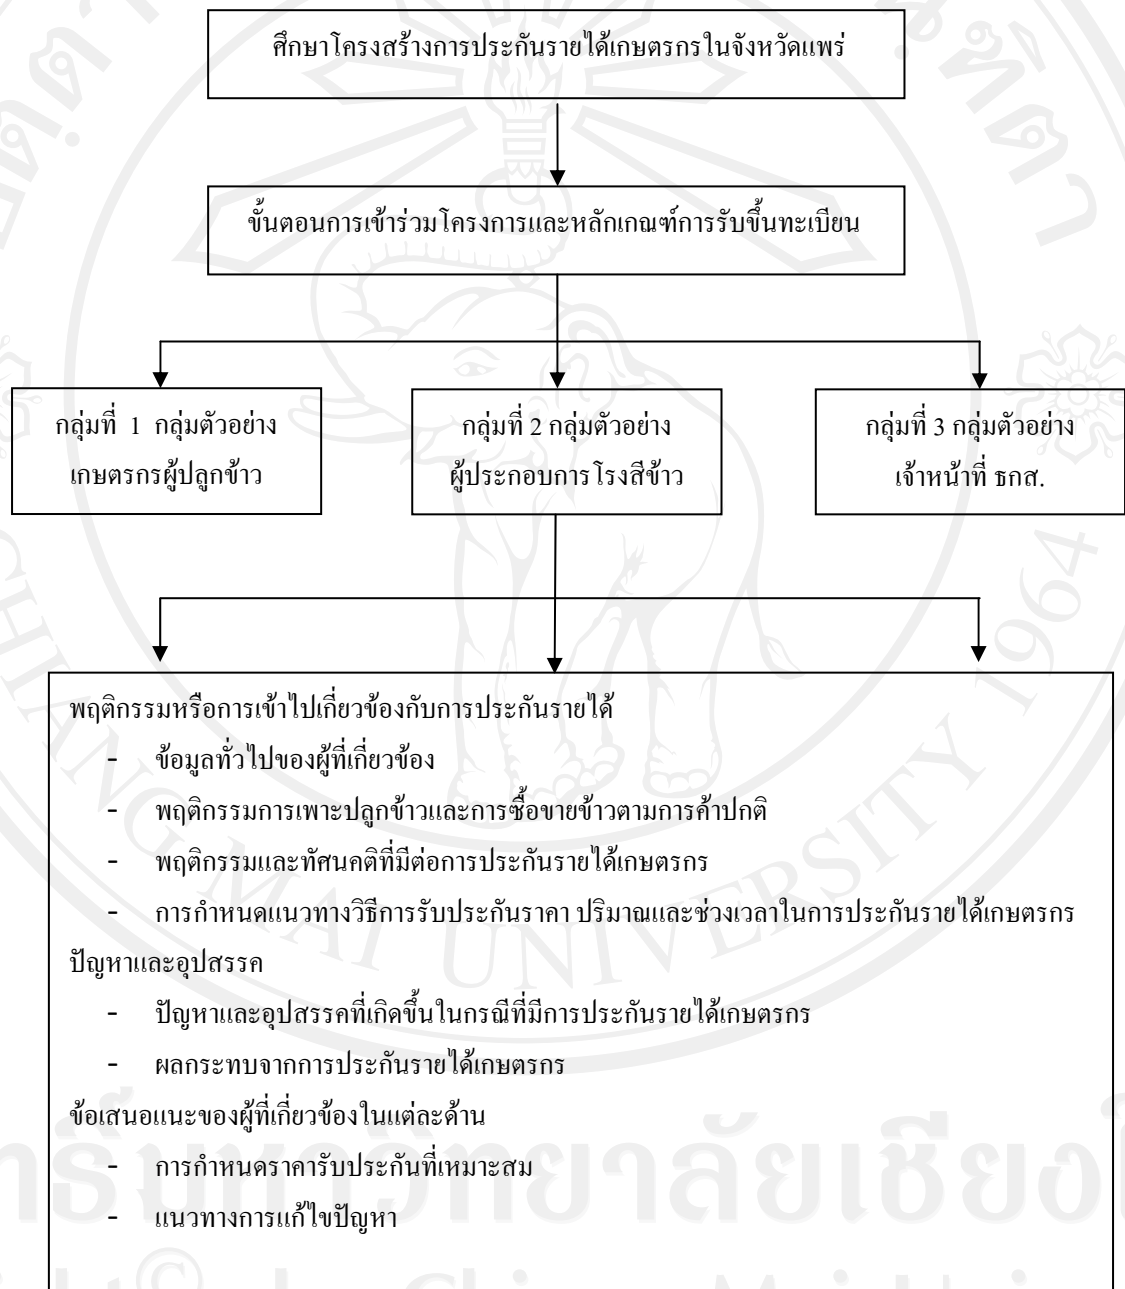 ศึกษาโครงสร้างการประกันรายได้เกษตรกรในจังหวัดแพร่
ขั้นตอนการเข้าร่วมโครงการและหลักเกณฑ์การรับขึ้นทะเบียน
กลุ่มที่ 1 กลุ่มตัวอย่าง
เกษตรกรผู้ปลูกข้าว
กลุ่มที่ 2 กลุ่มตัวอย่าง
ผู้ประกอบการโรงสีข้าว
กลุ่มที่ 3 กลุ่มตัวอย่าง
เจ้าหน้าที่ ธกส.
พฤติกรรมหรือการเข้าไปเกี่ยวข้องกับการประกันรายได้
- ข้อมูลทั่วไปของผู้ที่เกี่ยวข้อง
- พฤติกรรมการเพาะปลูกข้าวและการซื้อขายข้าวตามการค้าปกติ
- พฤติกรรมและทัศนคติที่มีต่อการประกันรายได้เกษตรกร
- การกำหนดแนวทางวิธีการรับประกันราคา ปริมาณและช่วงเวลาในการประกันรายได้เกษตรกร
ปัญหาและอุปสรรค
- ปัญหาและอุปสรรคที่เกิดขึ้นในกรณีที่มีการประกันรายได้เกษตรกร
- ผลกระทบจากการประกันรายได้เกษตรกร
ข้อเสนอแนะของผู้ที่เกี่ยวข้องในแต่ละด้าน
- การกำหนดราคารับประกันที่เหมาะสม
- แนวทางการแก้ไขปัญหา
CHIANG MAI UNIVERSITY 1964